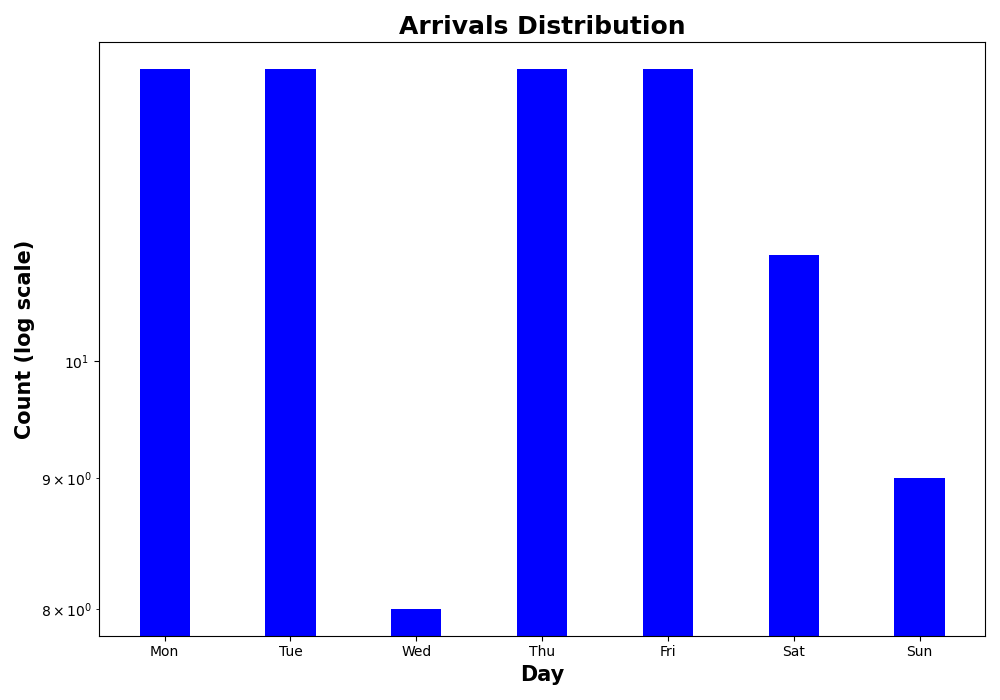 Arrivals Distribution
Count (log scale)
10¹
9 × 10⁰
8 × 10⁰
Mon Tue Wed Thu Fri Sat Sun
Day